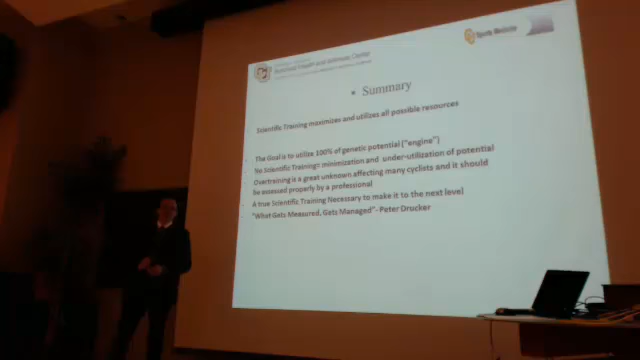 Sports Medicine
Summary
Scientific Training maximizes and utilizes all possible resources
The Goal is to utilize 100% of genetic potential ("engine")
No Scientific Training= minimization and under-utilization of potential
Overtraining is a great unknown affecting many cyclists and it should
be assessed properly by a professional
A true Scientific Training Necessary to make it to the next level
"What Gets Measured, Gets Managed"- Peter Drucker